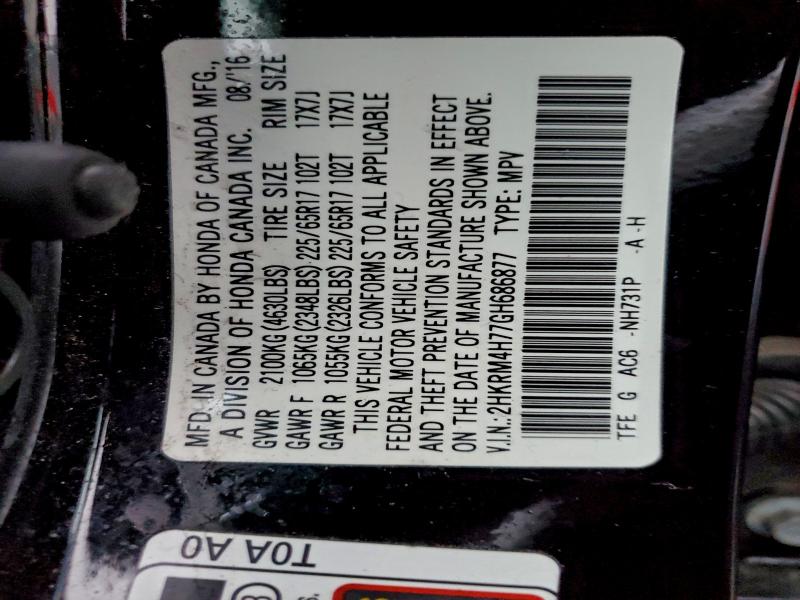 MFD. IN CANADA BY HONDA OF CANADA MFG.,
A DIVISION OF HONDA CANADA INC. 08/'16
GVWR 2100KG (4630LBS) TIRE SIZE RIM SIZE
GAWR F 1065KG (2348LBS) 225/65R17 102T 17X7J
GAWR R 1055KG (2326LBS) 225/65R17 102T 17X7J
THIS VEHICLE CONFORMS TO ALL APPLICABLE
FEDERAL MOTOR VEHICLE SAFETY
AND THEFT PREVENTION STANDARDS IN EFFECT
ON THE DATE OF MANUFACTURE SHOWN ABOVE.
V.I.N.: 2HKRM4H77GH686877 TYPE: MPV
TFE G AC6 -NH731P -A -H
T0A A0